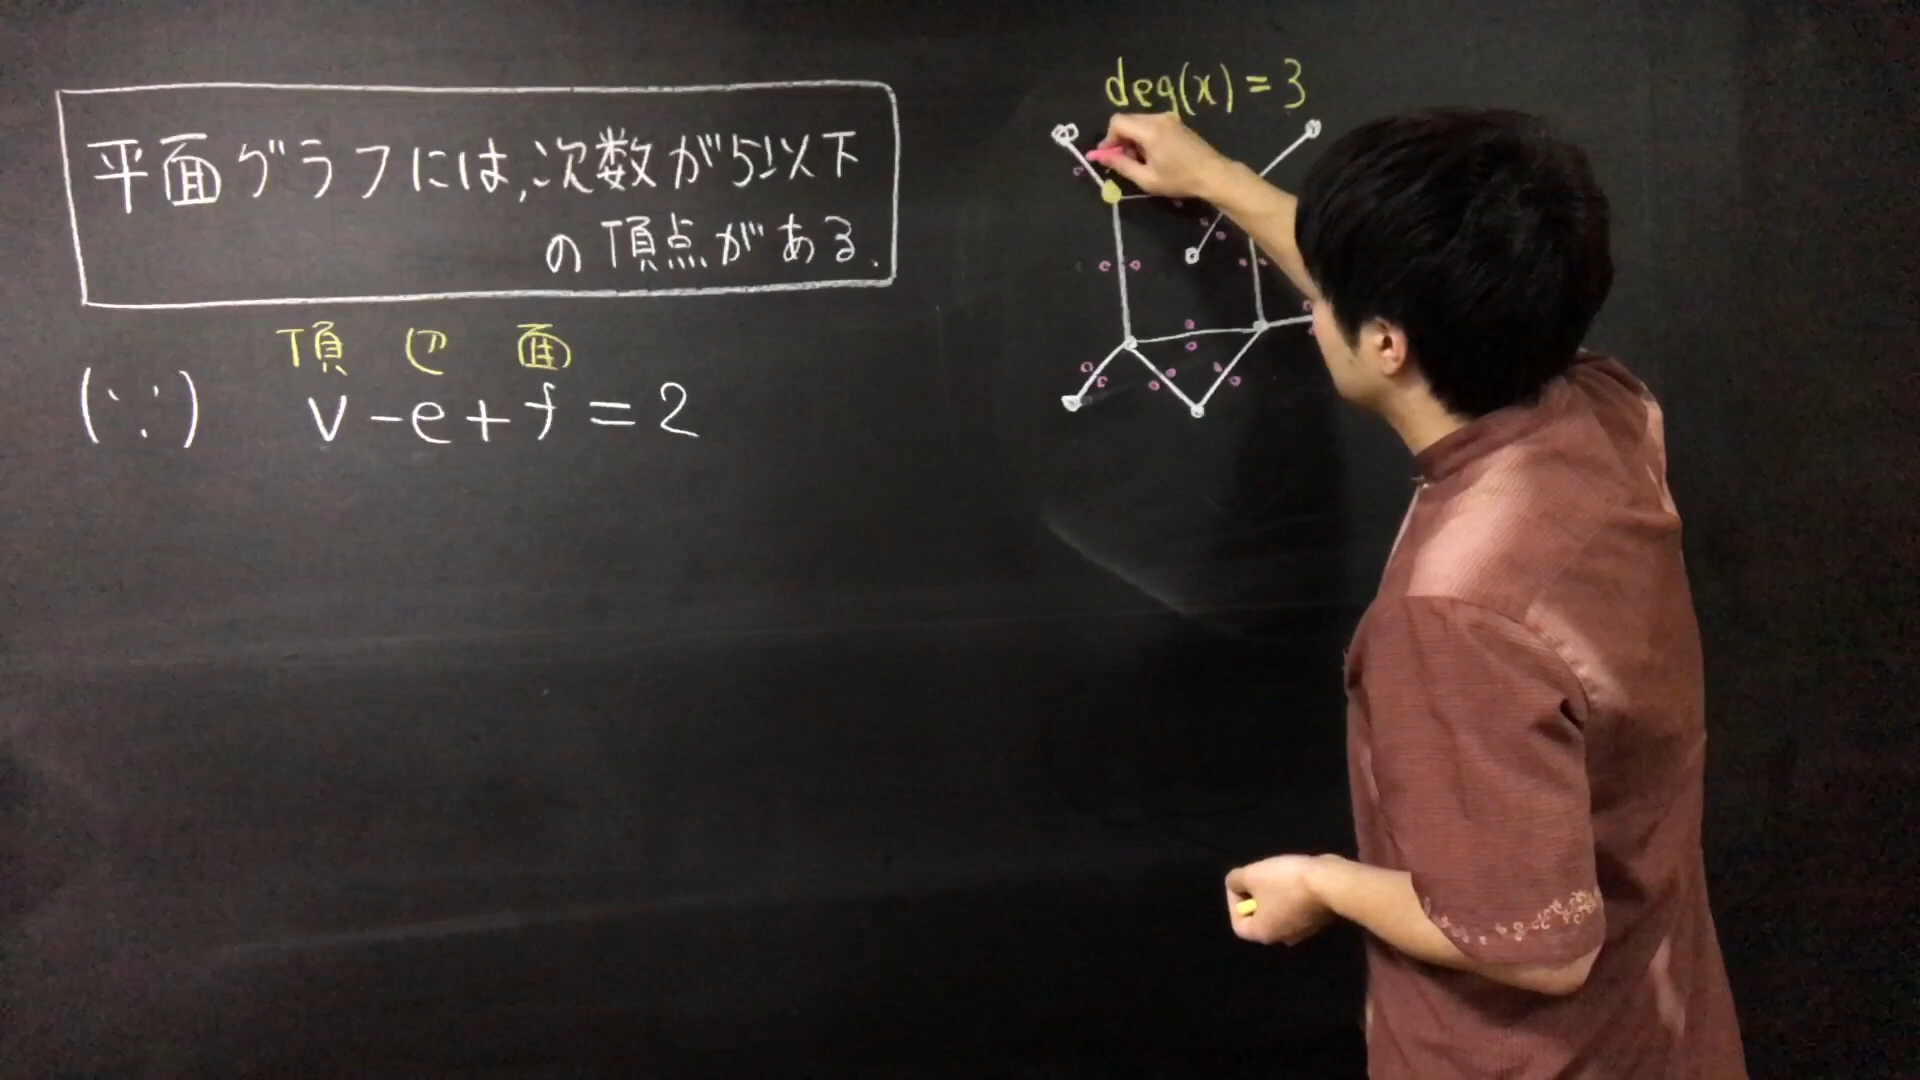 平面グラフには,次数が5以下
の頂点がある.
頂 辺 面
(∵) v-e+f=2
deg(x)=3